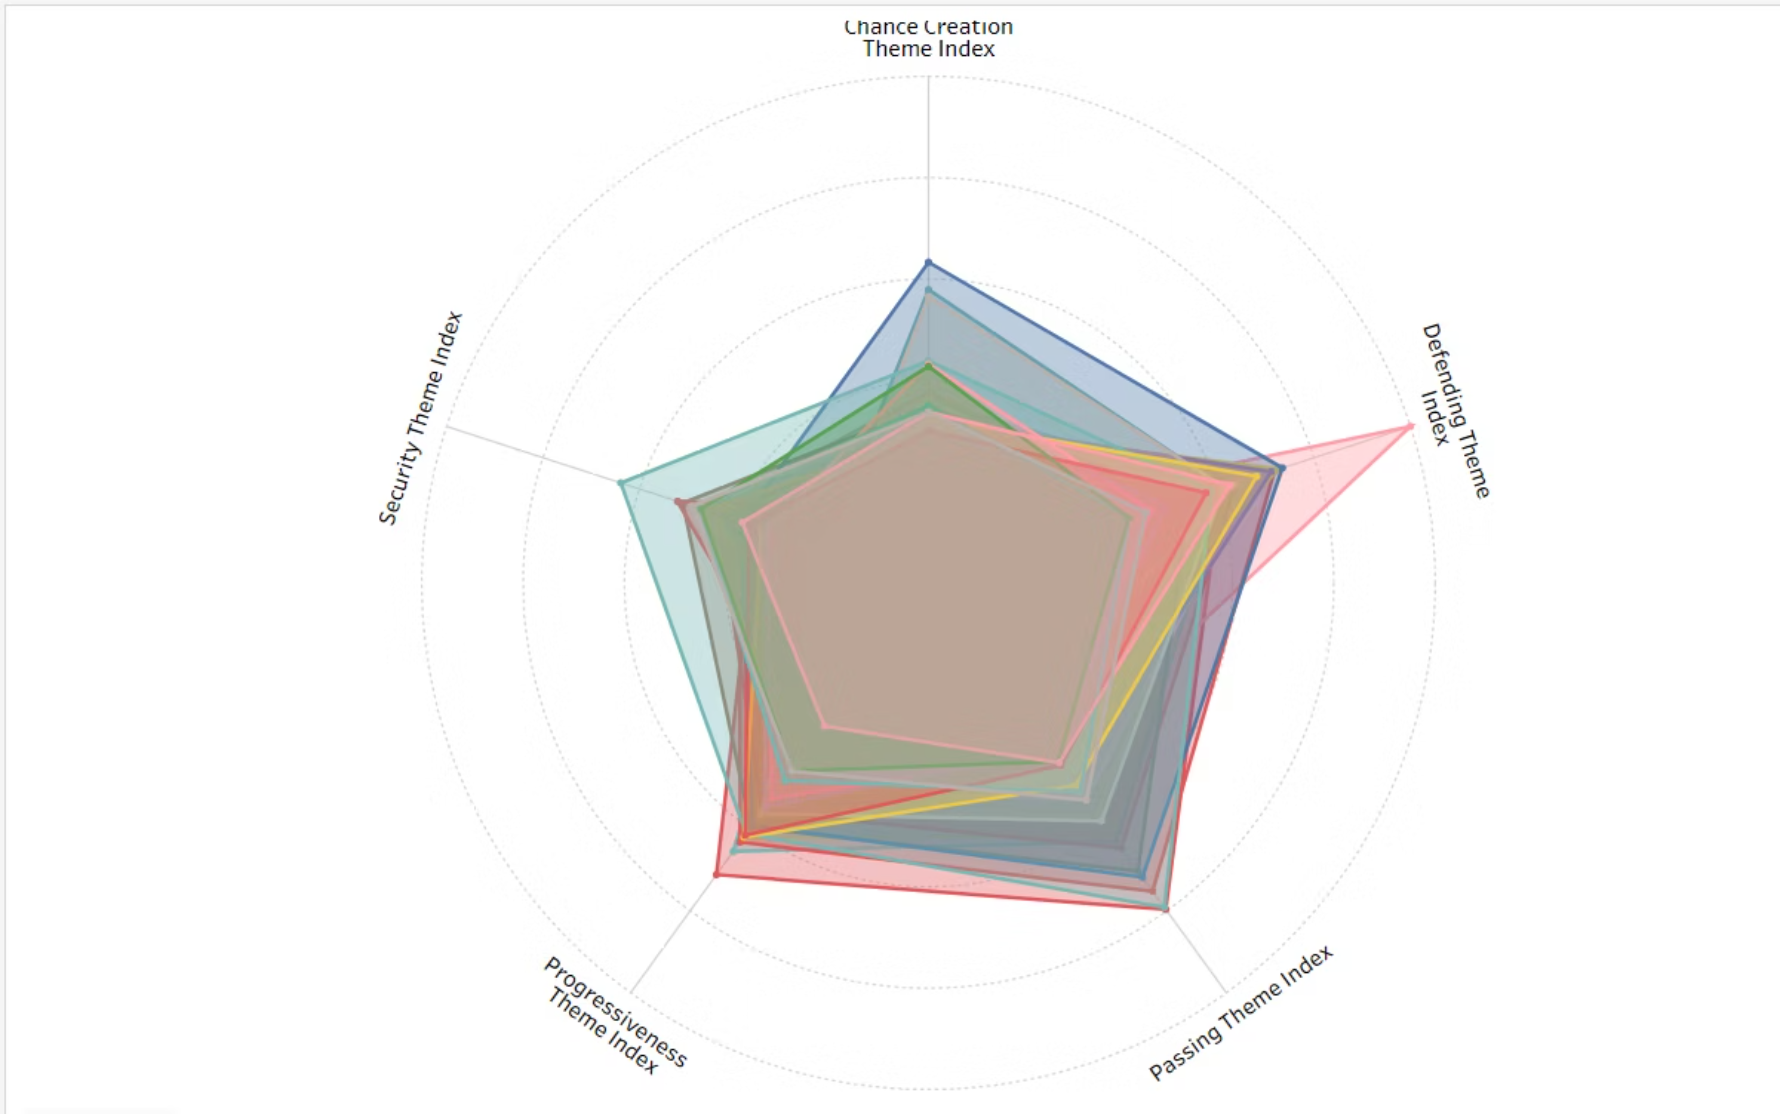 Chance Creation
Theme Index
Defending Theme
Index
Security Theme Index
Progressiveness
Theme Index
Passing Theme Index